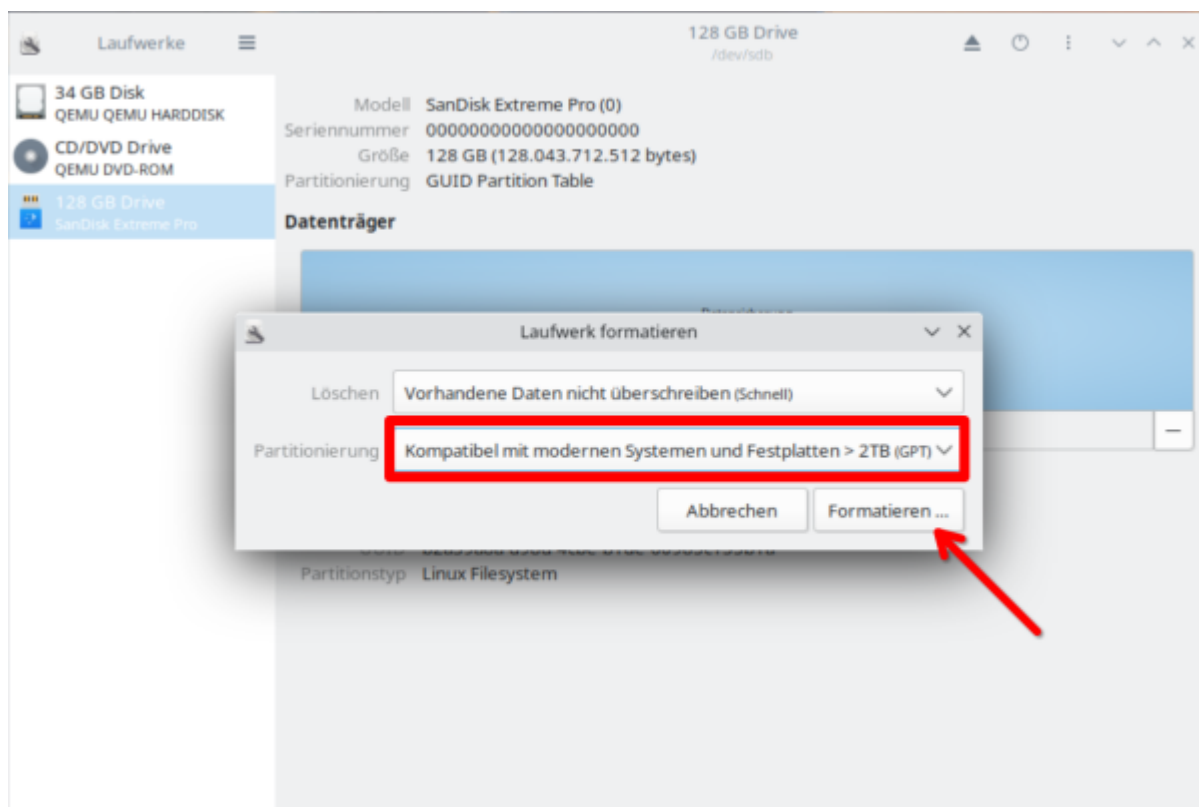 Laufwerke
128 GB Drive
/dev/sdb
34 GB Disk
QEMU QEMU HARDDISK
CD/DVD Drive
QEMU DVD-ROM
128 GB Drive
SanDisk Extreme Pro
Modell SanDisk Extreme Pro (0)
Seriennummer 00000000000000000000
Größe 128 GB (128.043.712.512 bytes)
Partitionierung GUID Partition Table
Datenträger
Laufwerk formatieren
Löschen Vorhandene Daten nicht überschreiben (Schnell)
Partitionierung Kompatibel mit modernen Systemen und Festplatten > 2TB (GPT)
Abbrechen Formatieren ...
Partitionstyp Linux Filesystem